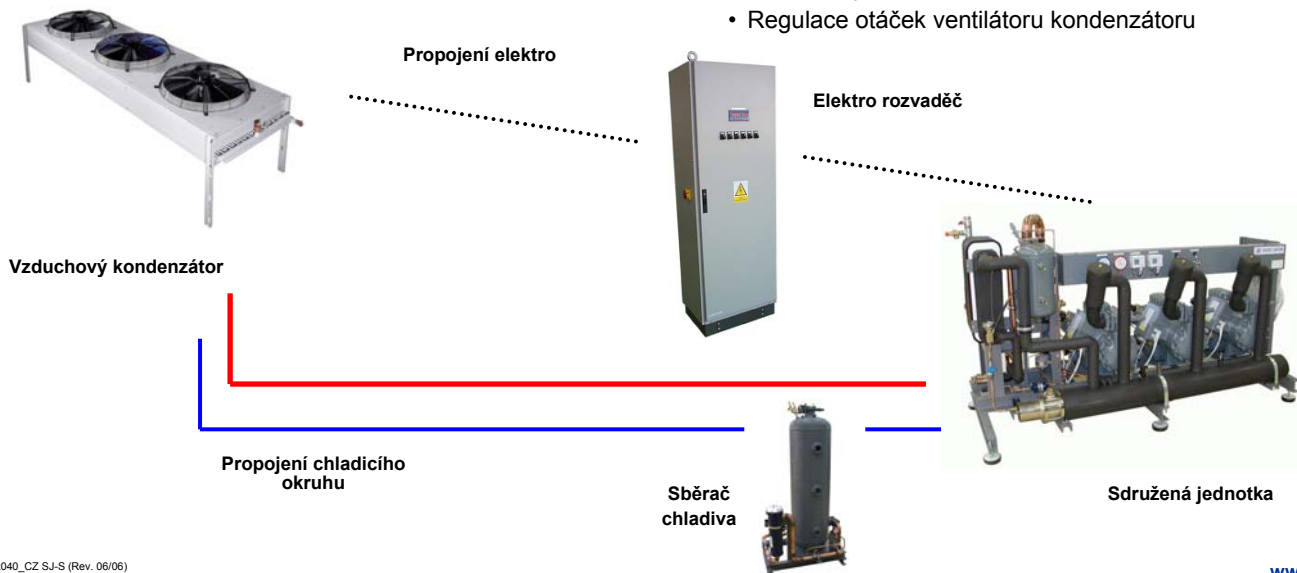 • Regulace otáček ventilátoru kondenzátoru
Propojení elektro
Elektro rozvaděč
Vzduchový kondenzátor
Propojení chladicího
okruhu
Sběrač
chladiva
Sdružená jednotka
040_CZ SJ-S (Rev. 06/06)